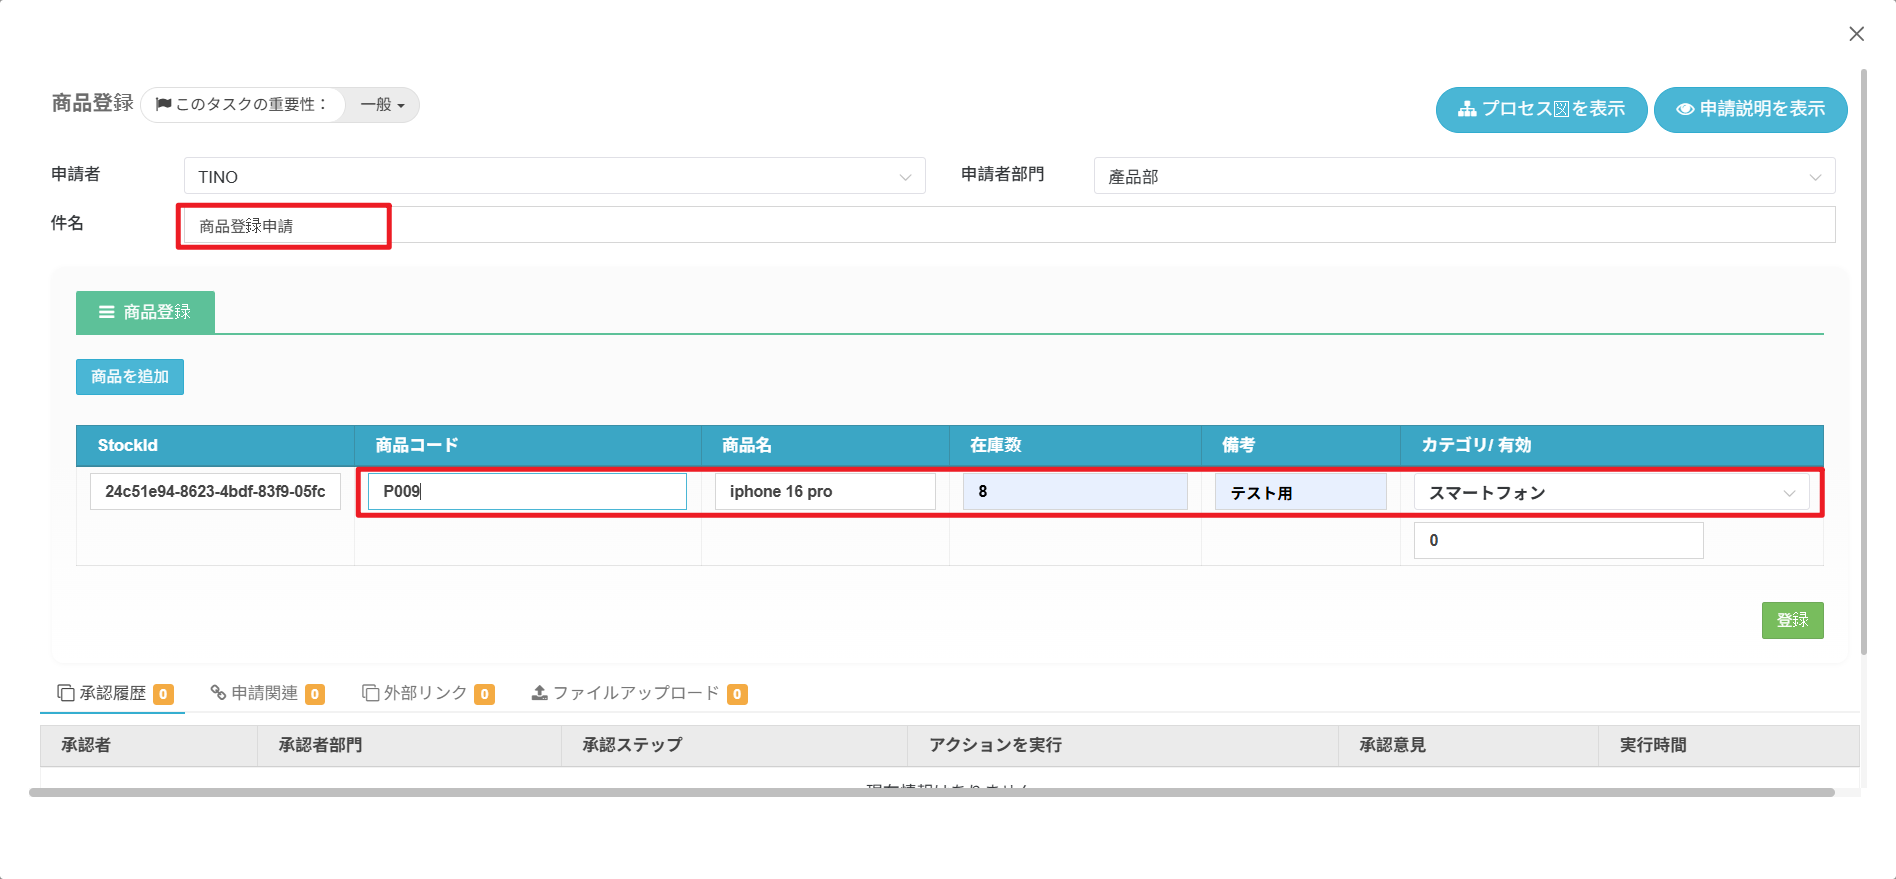 商品登録 このタスクの重要性： 一般
プロセス図を表示 申請説明を表示
申請者 TINO 申請者部門 產品部
件名 商品登録申請
商品登録
商品を追加
StockId 商品コード 商品名 在庫数 備考 カテゴリ/ 有効
24c51e94-8623-4bdf-83f9-05fc P009 iphone 16 pro 8 テスト用 スマートフォン
0
登録
承認履歴 0 申請関連 0 外部リンク 0 ファイルアップロード 0
承認者 承認者部門 承認ステップ アクションを実行 承認意見 実行時間